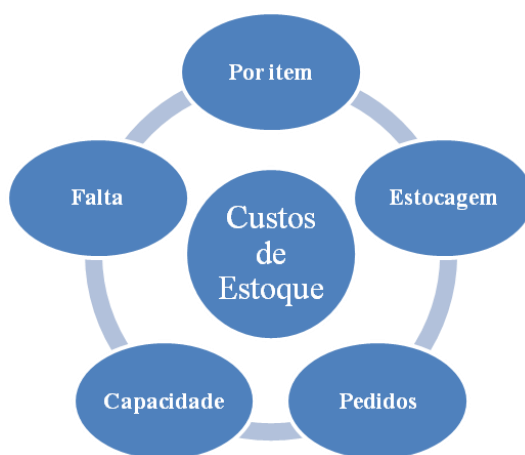 Por item
Falta
Estocagem
Custos
de
Estoque
Capacidade
Pedidos